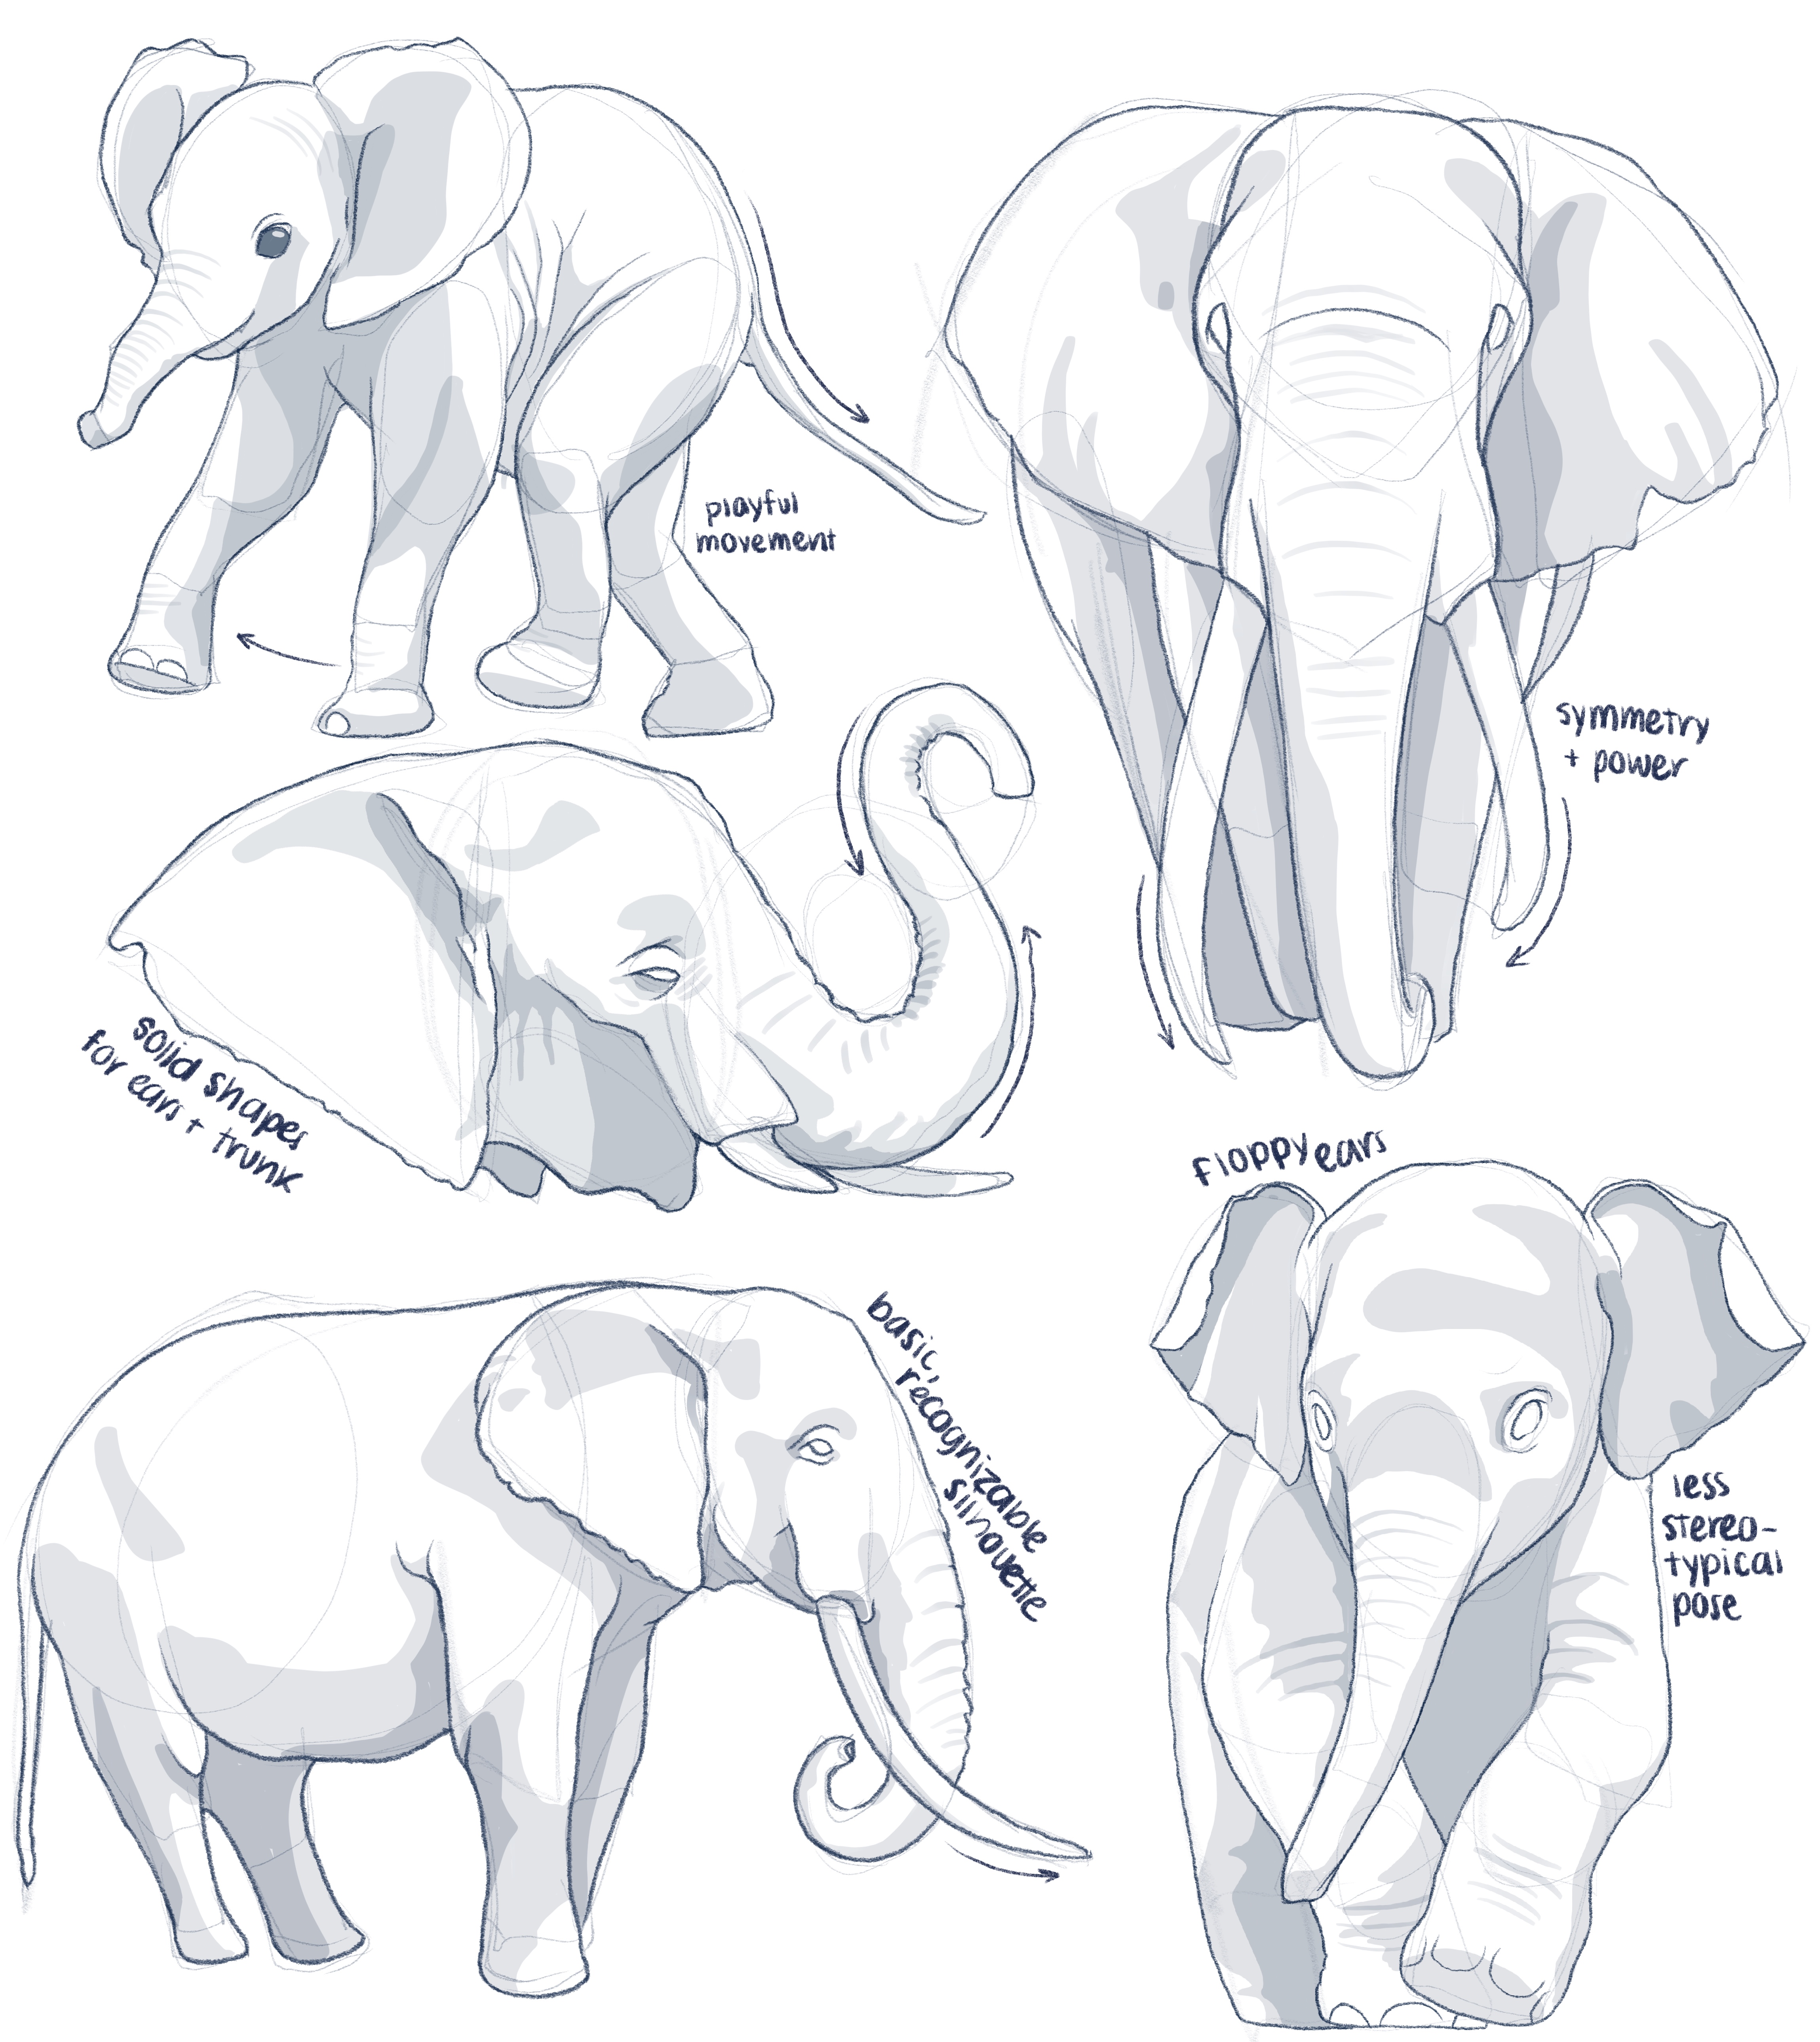 playful
movement
symmetry
+ power
solid shapes
for ears + trunk
floppy ears
basic,
recognizable
silhouette
less
stereo-
typical
pose